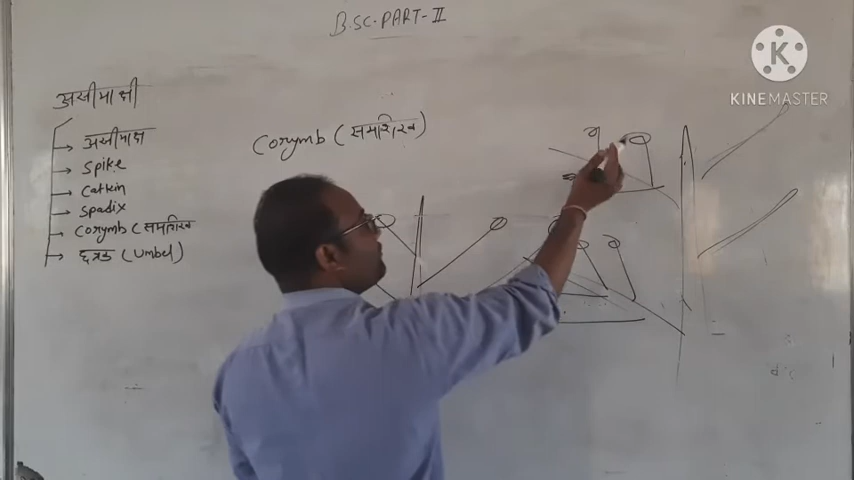 B.SC. PART-II
K
KINEMASTER
असीमाक्षी
असीमाक्ष
Spike
Catkin
Spadix
Corymb (समशिख
छत्रक (Umbel)
Corymb (समशिख)